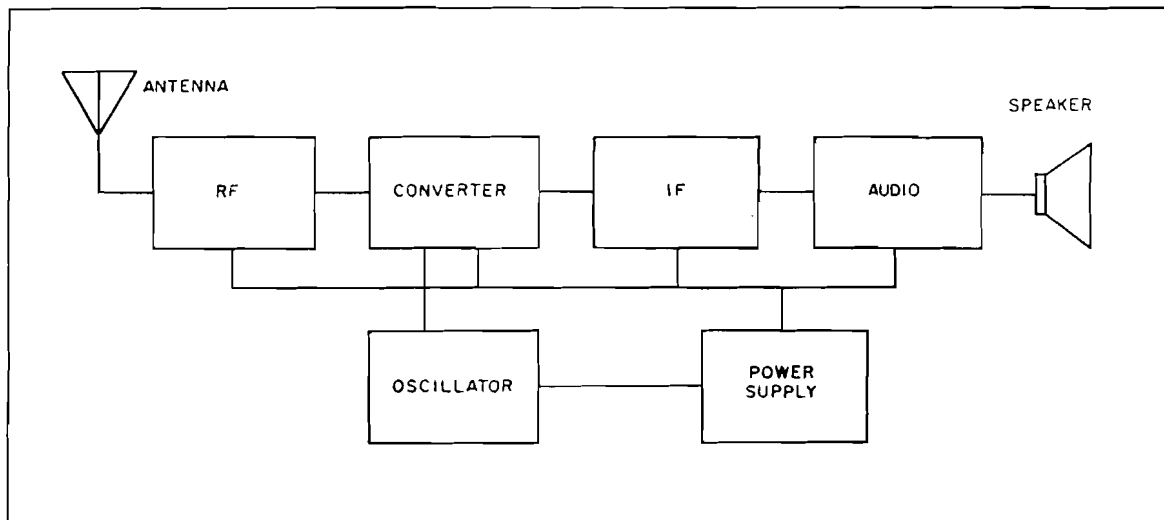 ANTENNA
SPEAKER
RF
CONVERTER
IF
AUDIO
OSCILLATOR
POWER
SUPPLY